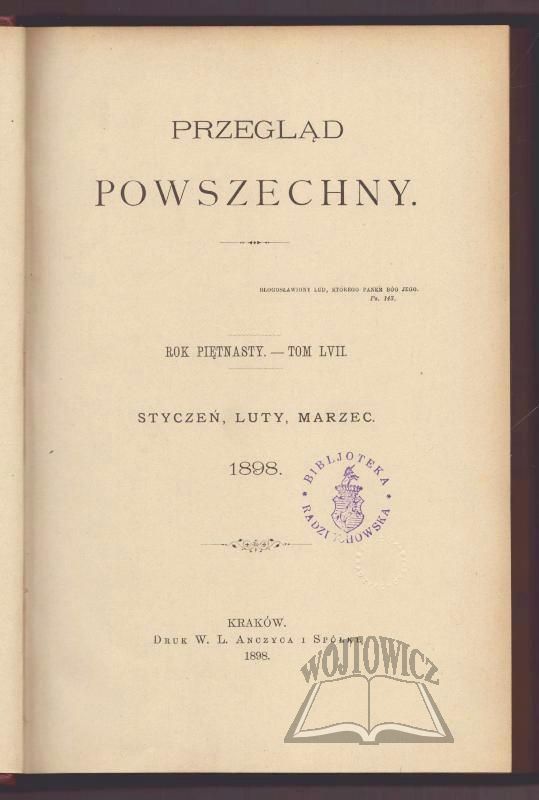 PRZEGLĄD
POWSZECHNY.
BŁOGOSŁAWIONY LUD, KTÓREGO PANEM BÓG JEGO.
Ps. 143.
ROK PIĘTNASTY. — TOM LVII.
STYCZEŃ, LUTY, MARZEC.
1898.
BIBLJOTEKA
KRAKÓW.
DRUK W. L. ANCZYCA I SPÓŁKI.
1898.
WÓJTOWICZ